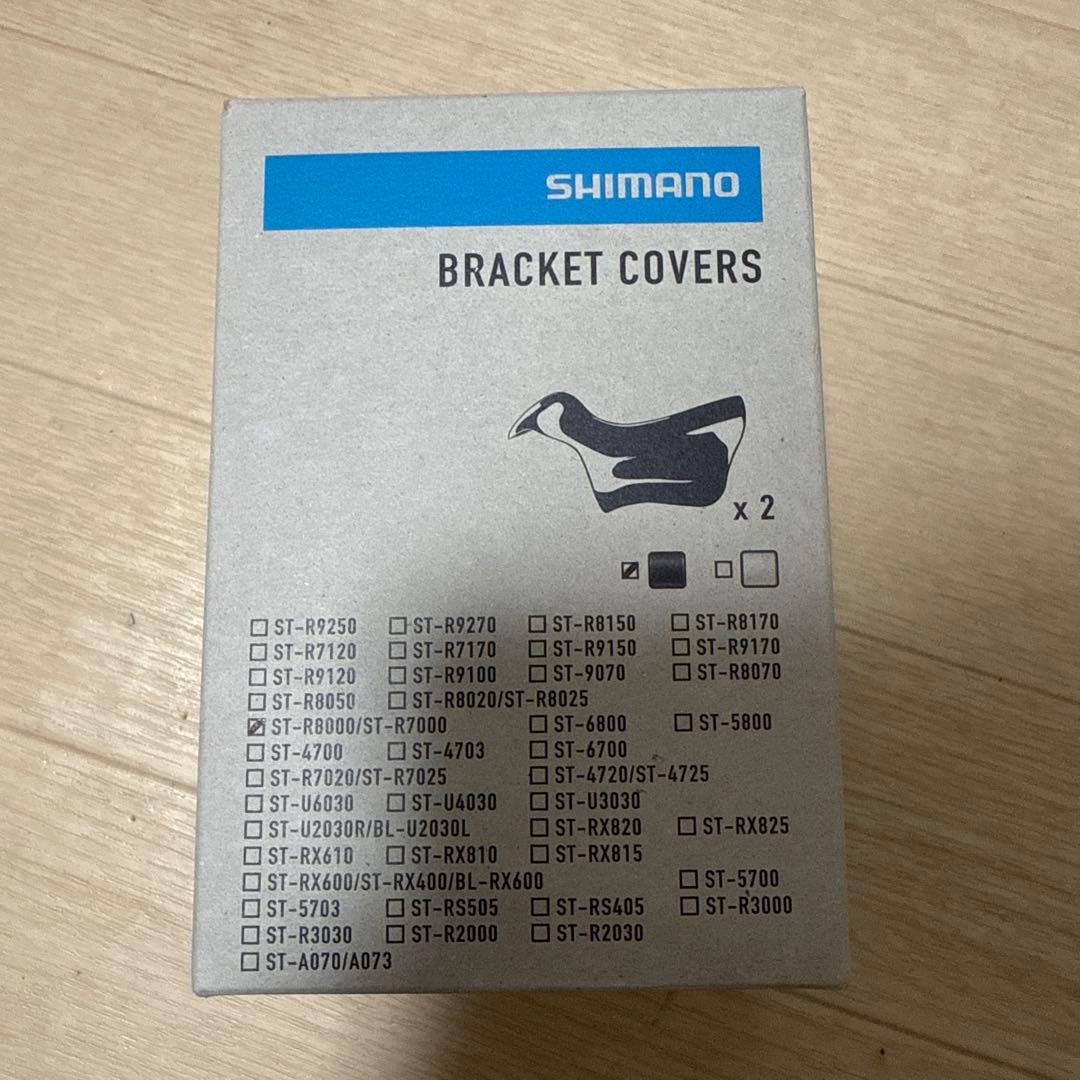 SHIMANO
BRACKET COVERS
x 2
ST-R9250 ST-R9270 ST-R8150 ST-R8170
ST-R7120 ST-R7170 ST-R9150 ST-R9170
ST-R9120 ST-R9100 ST-9070 ST-R8070
ST-R8050 ST-R8020/ST-R8025
ST-R8000/ST-R7000 ST-6800 ST-5800
ST-4700 ST-4703 ST-6700
ST-R7020/ST-R7025 ST-4720/ST-4725
ST-U6030 ST-U4030 ST-U3030
ST-U2030R/BL-U2030L ST-RX820 ST-RX825
ST-RX610 ST-RX810 ST-RX815
ST-RX600/ST-RX400/BL-RX600 ST-5700
ST-5703 ST-RS505 ST-RS405 ST-R3000
ST-R3030 ST-R2000 ST-R2030
ST-A070/A073